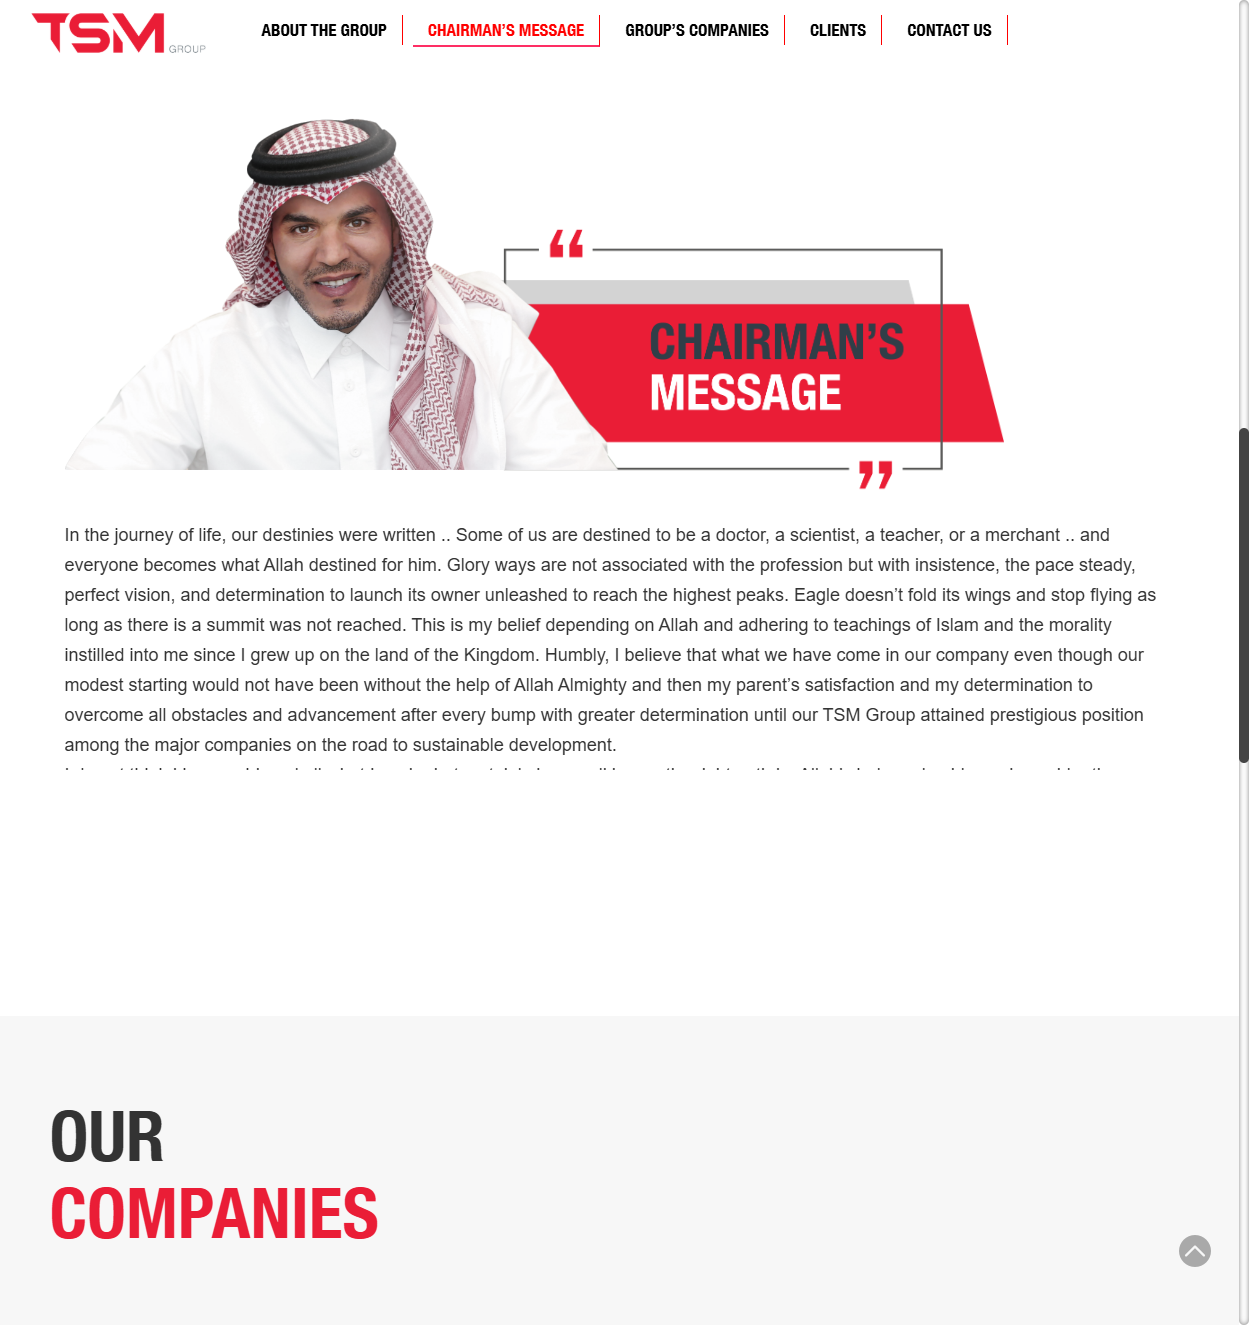 TSM GROUP
ABOUT THE GROUP
CHAIRMAN’S MESSAGE
GROUP’S COMPANIES
CLIENTS
CONTACT US
“
CHAIRMAN’S
MESSAGE
”
In the journey of life, our destinies were written .. Some of us are destined to be a doctor, a scientist, a teacher, or a merchant .. and
everyone becomes what Allah destined for him. Glory ways are not associated with the profession but with insistence, the pace steady,
perfect vision, and determination to launch its owner unleashed to reach the highest peaks. Eagle doesn’t fold its wings and stop flying as
long as there is a summit was not reached. This is my belief depending on Allah and adhering to teachings of Islam and the morality
instilled into me since I grew up on the land of the Kingdom. Humbly, I believe that what we have come in our company even though our
modest starting would not have been without the help of Allah Almighty and then my parent’s satisfaction and my determination to
overcome all obstacles and advancement after every bump with greater determination until our TSM Group attained prestigious position
among the major companies on the road to sustainable development.
OUR
COMPANIES